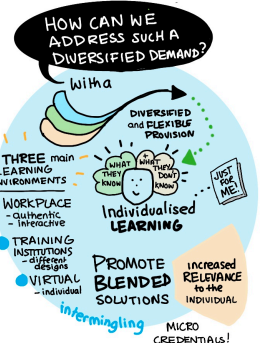 HOW CAN WE
ADDRESS SUCH A
DIVERSIFIED DEMAND?
with a
DIVERSIFIED
and FLEXIBLE
PROVISION
THREE main
LEARNING
ENVIRONMENTS
WORKPLACE
- authentic
- interactive
TRAINING
INSTITUTIONS
- different
designs
VIRTUAL
- individual
WHAT
THEY
KNOW
+ WHAT
THEY
DON'T
KNOW
Individualised
LEARNING
JUST
FOR
ME!
PROMOTE
BLENDED
SOLUTIONS
increased
RELEVANCE
to the
INDIVIDUAL
intermingling
MICRO
CREDENTIALS!